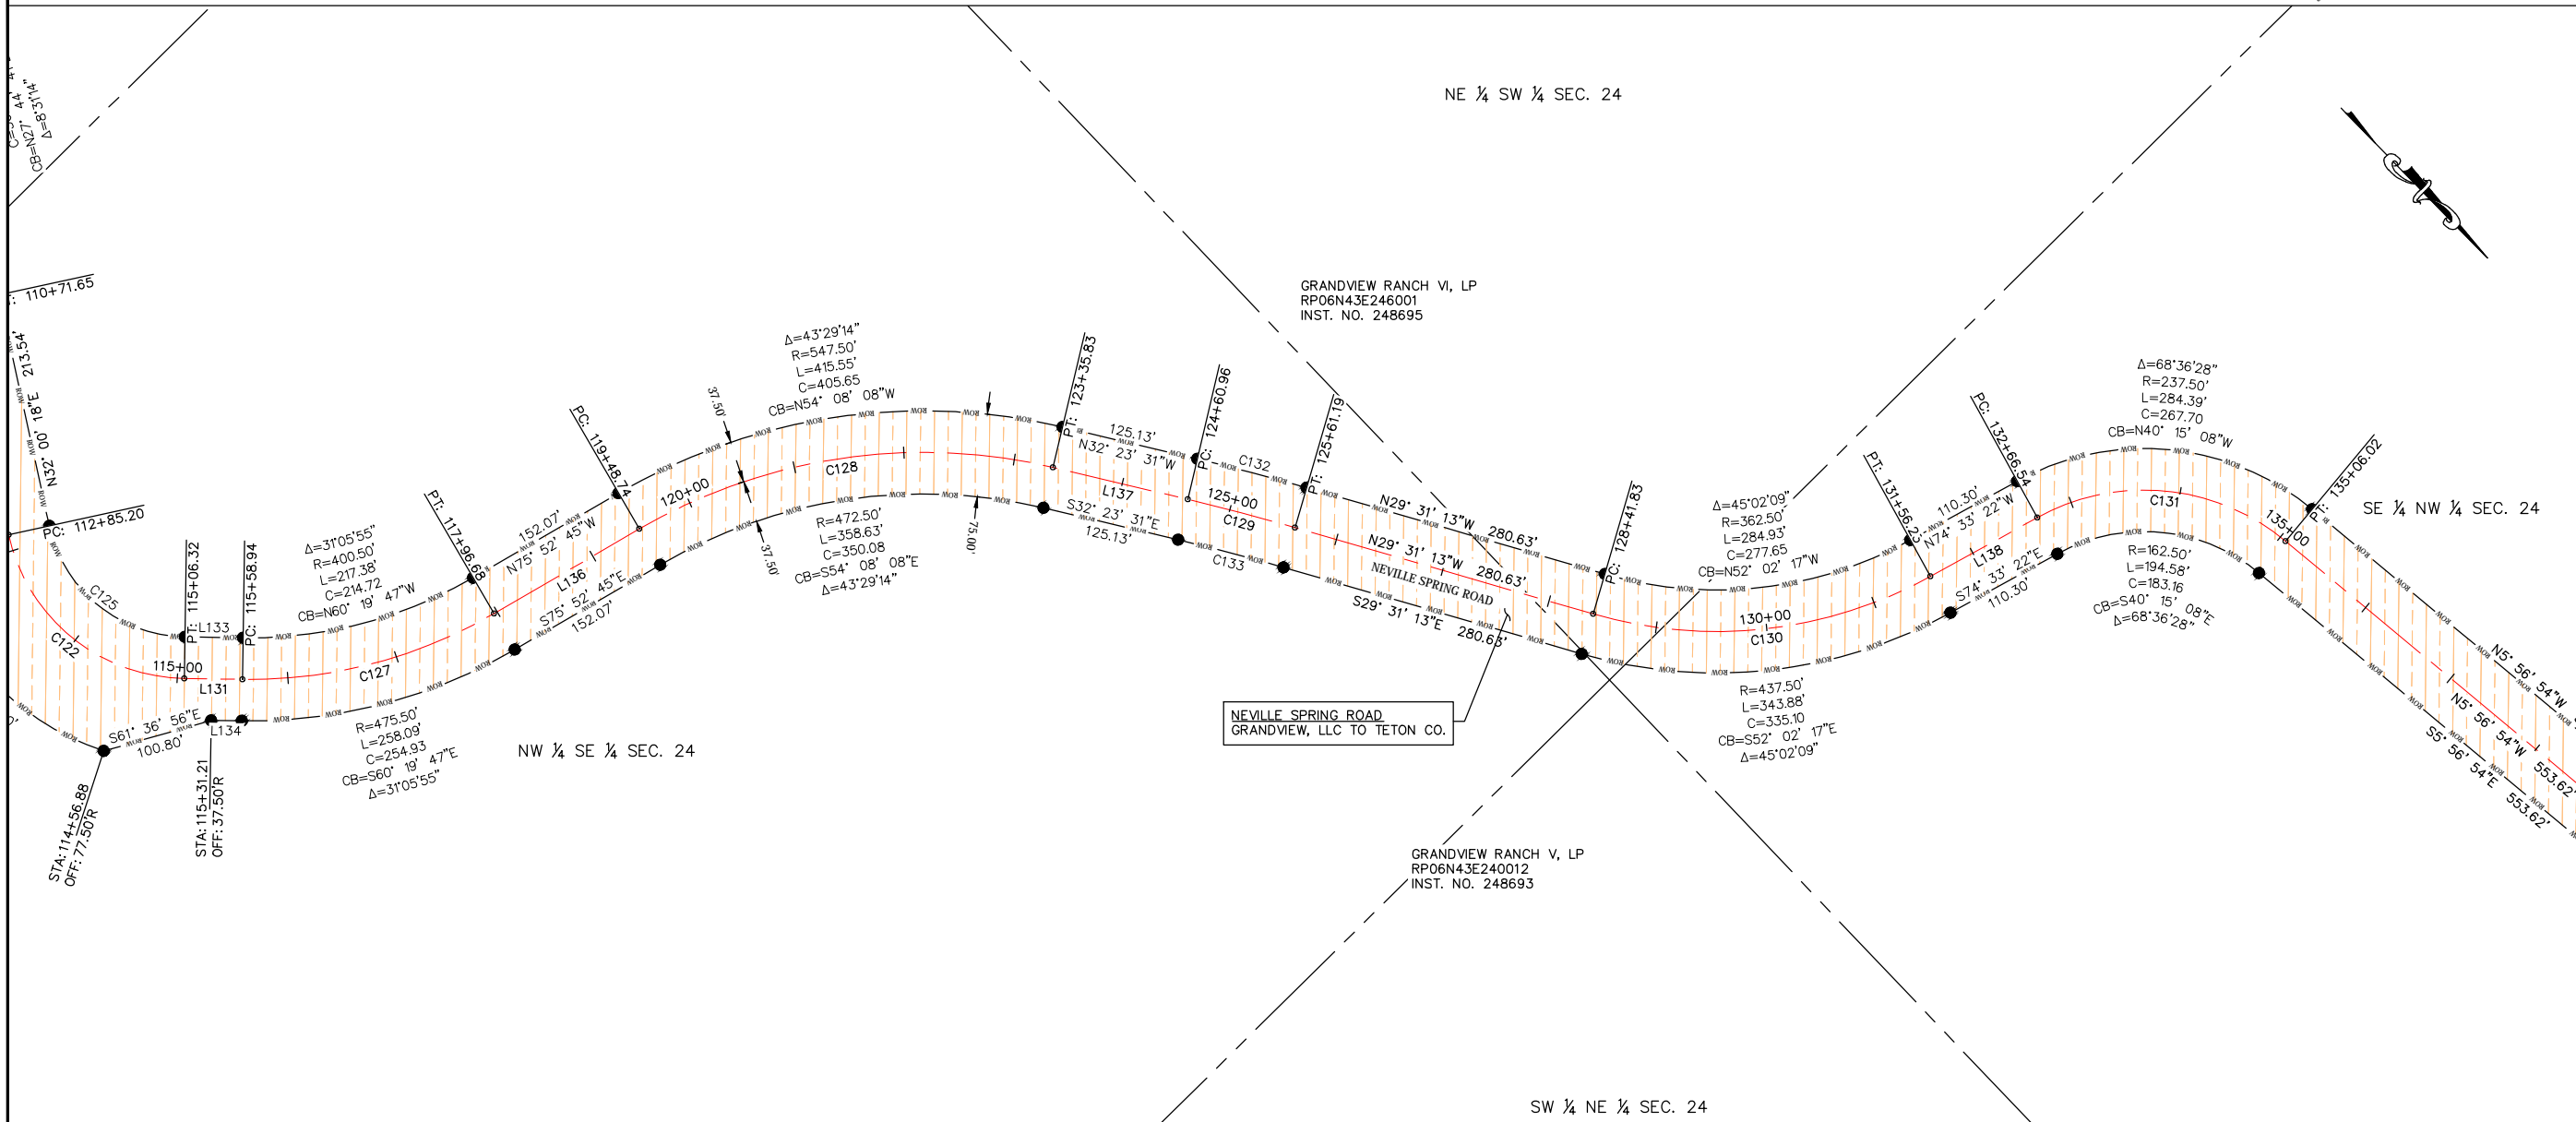 CB=N27° 44'
Δ=8°31'14"
NE ¼ SW ¼ SEC. 24
GRANDVIEW RANCH VI, LP
RP06N43E246001
INST. NO. 248695
110+71.65
N32° 00' 18"E 213.54'
PC: 112+85.20
C125
C122
115+00
PT: 115+06.32
L133
L131
PC: 115+58.94
L134
S61° 36' 56"E
100.80'
STA:114+56.88
OFF:77.50'R
STA:115+31.21
OFF:37.50'R
Δ=31°05'55"
R=400.50'
L=217.38'
C=214.72
CB=N60° 19' 47"W
C127
R=475.50'
L=258.09'
C=254.93
CB=S60° 19' 47"E
Δ=31°05'55"
NW ¼ SE ¼ SEC. 24
PT: 117+96.68
152.07'
N75° 52' 45"W
L136
S75° 52' 45"E
152.07'
PC: 119+48.74
120+00
37.50'
37.50'
75.00'
Δ=43°29'14"
R=547.50'
L=415.55'
C=405.65
CB=N54° 08' 08"W
C128
R=472.50'
L=358.63'
C=350.08
CB=S54° 08' 08"E
Δ=43°29'14"
PT: 123+35.83
125.13'
N32° 23' 31"W
L137
S32° 23' 31"E
125.13'
PC: 124+60.96
C132
125+00
C129
C133
PT: 125+61.19
N29° 31' 13"W 280.63'
N29° 31' 13"W 280.63'
NEVILLE SPRING ROAD
S29° 31' 13"E 280.63'
NEVILLE SPRING ROAD
GRANDVIEW, LLC TO TETON CO.
PC: 128+41.83
Δ=45°02'09"
R=362.50'
L=284.93'
C=277.65
CB=N52° 02' 17"W
130+00
C130
R=437.50'
L=343.88'
C=335.10
CB=S52° 02' 17"E
Δ=45°02'09"
GRANDVIEW RANCH V, LP
RP06N43E240012
INST. NO. 248693
SW ¼ NE ¼ SEC. 24
PT: 131+56.23
110.30'
N74° 33' 22"W
L138
S74° 33' 22"E
110.30'
PC: 132+66.54
Δ=68°36'28"
R=237.50'
L=284.39'
C=267.70
CB=N40° 15' 08"W
C131
R=162.50'
L=194.58'
C=183.16
CB=S40° 15' 08"E
Δ=68°36'28"
135+00
PT: 135+06.02
SE ¼ NW ¼ SEC. 24
N5° 56' 54"W
N5° 56' 54"W 553.62'
S5° 56' 54"E 553.62'